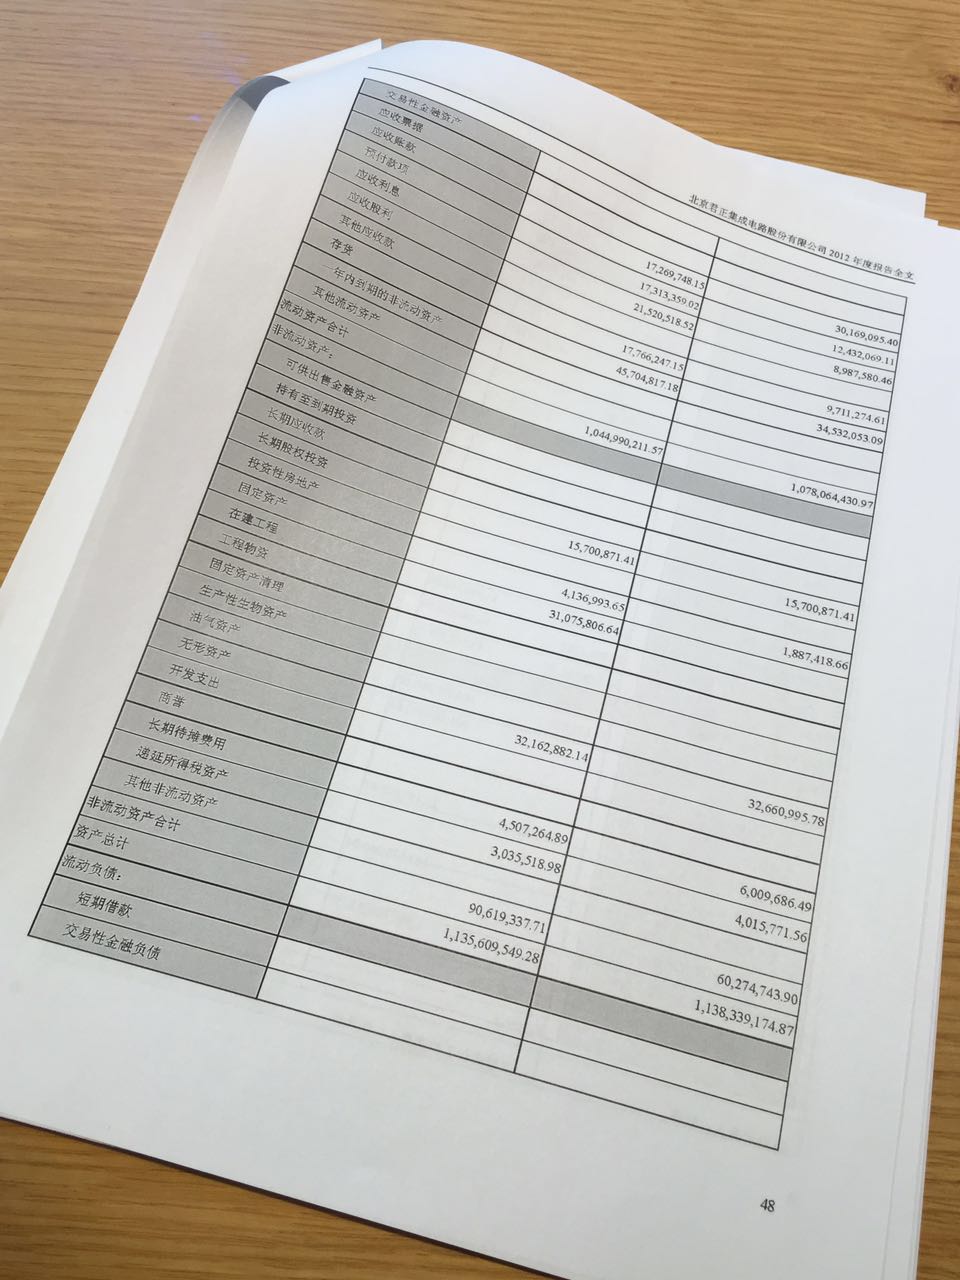 北京君正集成电路股份有限公司 2012 年度报告全文
交易性金融资产
应收票据
应收账款 17,269,748.15 30,169,095.40
预付款项 17,313,359.02 12,432,069.11
应收利息 21,520,518.52 8,987,580.46
应收股利
其他应收款 17,766,247.15 9,711,274.61
存货 45,704,817.18 34,532,053.09
一年内到期的非流动资产
其他流动资产
流动资产合计 1,044,990,211.57 1,078,064,430.97
非流动资产：
可供出售金融资产
持有至到期投资
长期应收款
长期股权投资 15,700,871.41 15,700,871.41
投资性房地产
固定资产 4,136,993.65 1,887,418.66
在建工程 31,075,806.64
工程物资
固定资产清理
生产性生物资产
油气资产
无形资产 32,162,882.14 32,660,995.78
开发支出
商誉
长期待摊费用 4,507,264.89 6,009,686.49
递延所得税资产 3,035,518.98 4,015,771.56
其他非流动资产
非流动资产合计 90,619,337.71 60,274,743.90
资产总计 1,135,609,549.28 1,138,339,174.87
流动负债：
短期借款
交易性金融负债
48